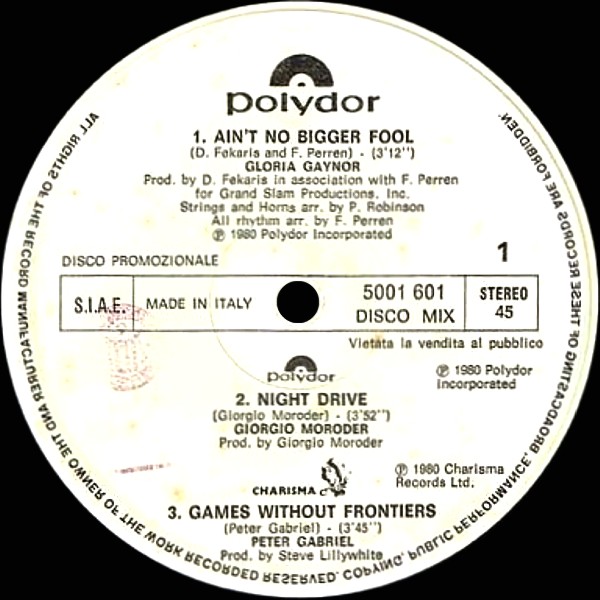 polydor
1. AIN'T NO BIGGER FOOL
(D. Fekaris and F. Perren) - (3'12'')
GLORIA GAYNOR
Prod. by D. Fekaris in association with F. Perren
for Grand Slam Productions, Inc.
Strings and Horns arr. by P. Robinson
All rhythm arr. by F. Perren
℗ 1980 Polydor Incorporated
1
DISCO PROMOZIONALE
S.I.A.E.
MADE IN ITALY
5001 601
DISCO MIX
STEREO
45
Vietata la vendita al pubblico
polydor
℗ 1980 Polydor
Incorporated
2. NIGHT DRIVE
(Giorgio Moroder) - (3'52'')
GIORGIO MORODER
Prod. by Giorgio Moroder
CHARISMA
℗ 1980 Charisma
Records Ltd.
3. GAMES WITHOUT FRONTIERS
(Peter Gabriel) - (3'45'')
PETER GABRIEL
Prod. by Steve Lillywhite
ALL RIGHTS OF THE RECORD MANUFACTURER AND THE OWNER OF THE WORK RECORDED RESERVED. COPYING, PUBLIC PERFORMANCE, BROADCASTING OF THESE RECORDS ARE FORBIDDEN.